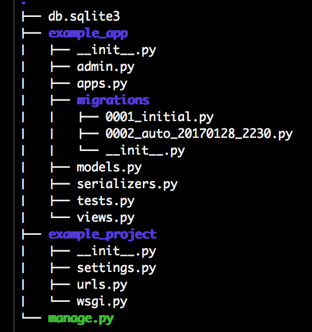 .
├── db.sqlite3
├── example_app
│   ├── __init__.py
│   ├── admin.py
│   ├── apps.py
│   ├── migrations
│   │   ├── 0001_initial.py
│   │   ├── 0002_auto_20170128_2230.py
│   │   └── __init__.py
│   ├── models.py
│   ├── serializers.py
│   ├── tests.py
│   └── views.py
├── example_project
│   ├── __init__.py
│   ├── settings.py
│   ├── urls.py
│   └── wsgi.py
└── manage.py